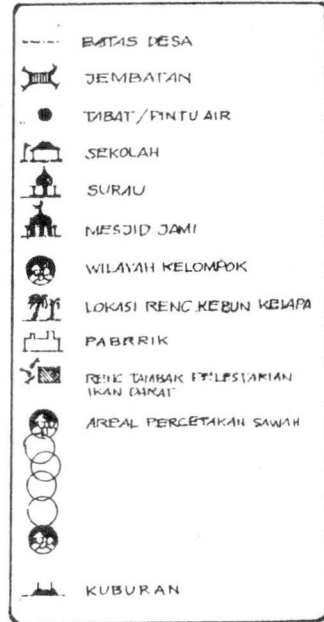 BATAS DESA
JEMBATAN
TABAT/PINTU AIR
SEKOLAH
SURAU
MESJID JAMI
WILAYAH KELOMPOK
LOKASI RENC.KEBUN KELAPA
PABRRIK
RENC TAMBAK PELESTARIAN
IKAN DARAT
AREAL PERCETAKAN SAWAH
KUBURAN